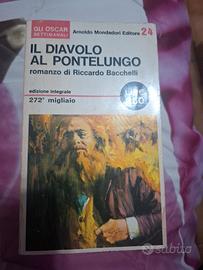 GLI OSCAR
SETTIMANALI
Arnoldo Mondadori Editore 24
IL DIAVOLO
AL PONTELUNGO
romanzo di Riccardo Bacchelli
edizione integrale
272° migliaio
subito